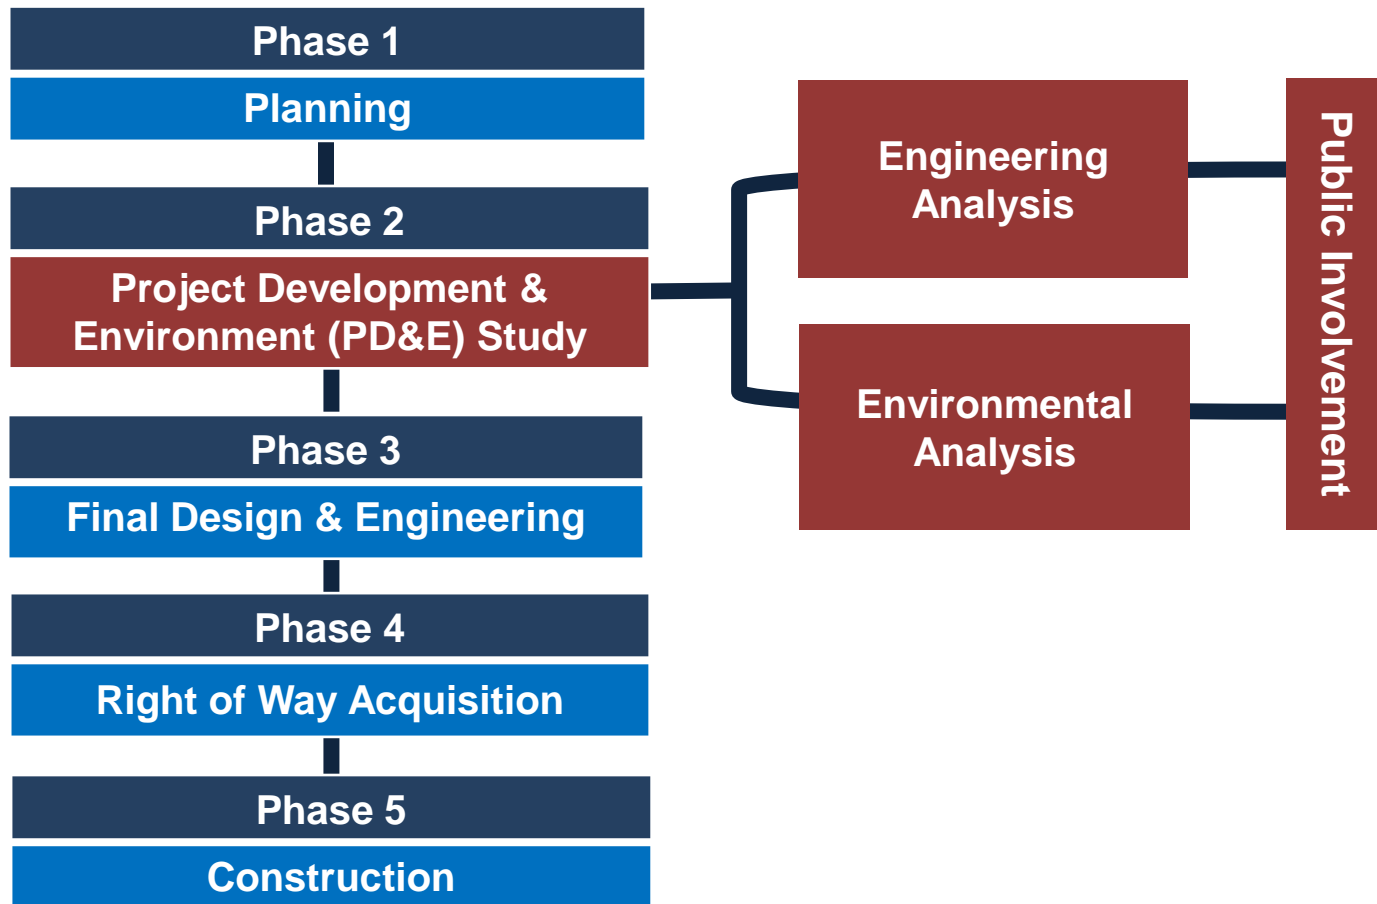 Phase 1
Planning
Phase 2
Project Development &
Environment (PD&E) Study
Phase 3
Final Design & Engineering
Phase 4
Right of Way Acquisition
Phase 5
Construction
Engineering
Analysis
Environmental
Analysis
Public Involvement